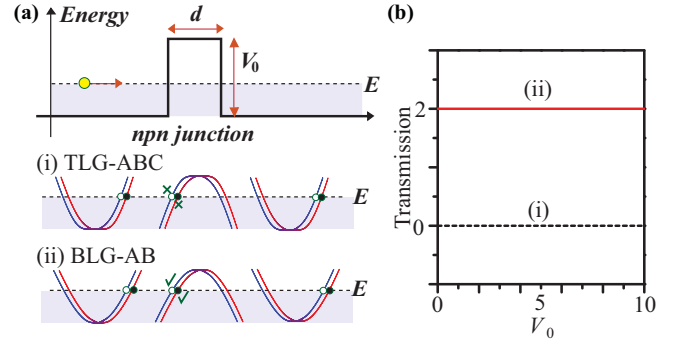 (a) Energy
d
V0
E
npn junction
(i) TLG-ABC
E
(ii) BLG-AB
E
(b)
Transmission
2
0
(ii)
(i)
0 5 10
V0